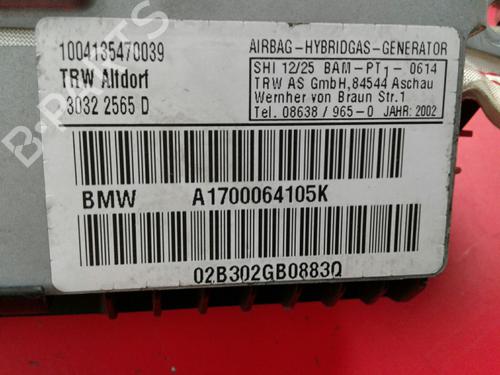 1004135470039
TRW Altdorf
3032 2565 D
AIRBAG-HYBRIDGAS-GENERATOR
SHI 12/25 BAM-PT1-0614
TRW AS GmbH, 84544 Aschau
Wernher von Braun Str.1
Tel. 08638/965-0 JAHR: 2002
BMW A1700064105K
02B302GB0883Q
B-PARTS